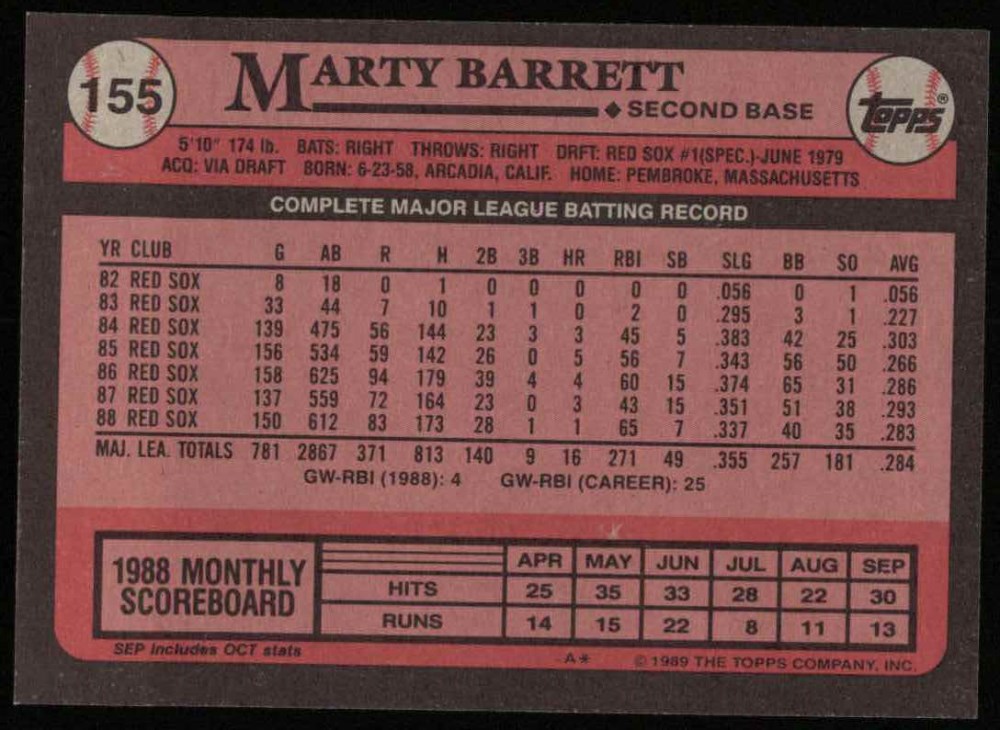 155
MARTY BARRETT
◆ SECOND BASE
topps®
5'10" 174 lb. BATS: RIGHT THROWS: RIGHT DRFT: RED SOX #1(SPEC.)-JUNE 1979
ACQ: VIA DRAFT BORN: 6-23-58, ARCADIA, CALIF. HOME: PEMBROKE, MASSACHUSETTS
COMPLETE MAJOR LEAGUE BATTING RECORD
YR CLUB G AB R H 2B 3B HR RBI SB SLG BB SO AVG
82 RED SOX 8 18 0 1 0 0 0 0 0 .056 0 1 .056
83 RED SOX 33 44 7 10 1 1 0 2 0 .295 3 1 .227
84 RED SOX 139 475 56 144 23 3 3 45 5 .383 42 25 .303
85 RED SOX 156 534 59 142 26 0 5 56 7 .343 56 50 .266
86 RED SOX 158 625 94 179 39 4 4 60 15 .374 65 31 .286
87 RED SOX 137 559 72 164 23 0 3 43 15 .351 51 38 .293
88 RED SOX 150 612 83 173 28 1 1 65 7 .337 40 35 .283
MAJ. LEA. TOTALS 781 2867 371 813 140 9 16 271 49 .355 257 181 .284
GW-RBI (1988): 4 GW-RBI (CAREER): 25
1988 MONTHLY
SCOREBOARD
APR MAY JUN JUL AUG SEP
HITS 25 35 33 28 22 30
RUNS 14 15 22 8 11 13
SEP includes OCT stats
A* © 1989 THE TOPPS COMPANY, INC.